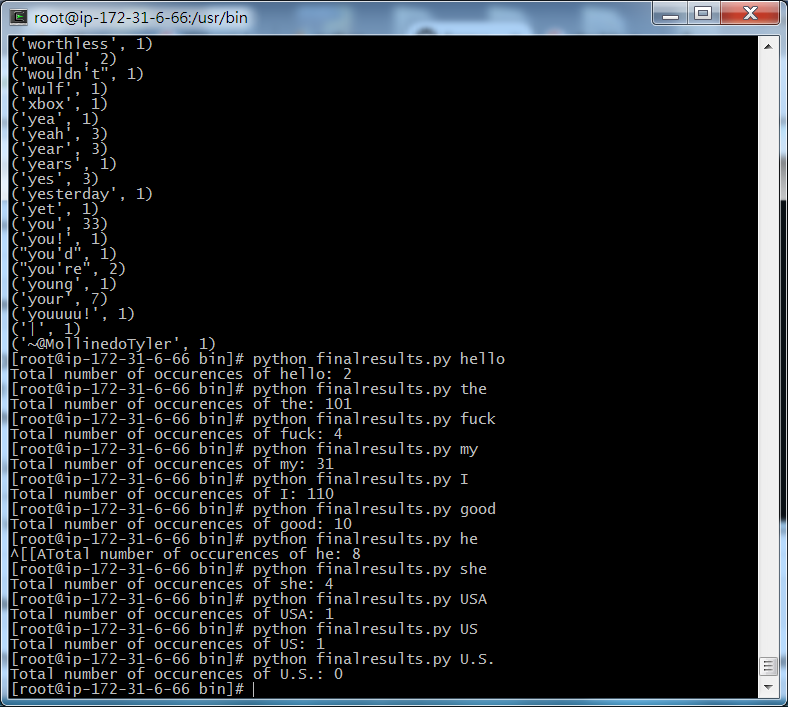 root@ip-172-31-6-66:/usr/bin
('worthless', 1)
('would', 2)
("wouldn't", 1)
('wulf', 1)
('xbox', 1)
('yea', 1)
('yeah', 3)
('year', 3)
('years', 1)
('yes', 3)
('yesterday', 1)
('yet', 1)
('you', 33)
('you!', 1)
("you'd", 1)
("you're", 2)
('young', 1)
('your', 7)
('youuuu!', 1)
('|', 1)
('~@MollinedoTyler', 1)
[root@ip-172-31-6-66 bin]# python finalresults.py hello
Total number of occurences of hello: 2
[root@ip-172-31-6-66 bin]# python finalresults.py the
Total number of occurences of the: 101
[root@ip-172-31-6-66 bin]# python finalresults.py fuck
Total number of occurences of fuck: 4
[root@ip-172-31-6-66 bin]# python finalresults.py my
Total number of occurences of my: 31
[root@ip-172-31-6-66 bin]# python finalresults.py I
Total number of occurences of I: 110
[root@ip-172-31-6-66 bin]# python finalresults.py good
Total number of occurences of good: 10
[root@ip-172-31-6-66 bin]# python finalresults.py he
^[[ATotal number of occurences of he: 8
[root@ip-172-31-6-66 bin]# python finalresults.py she
Total number of occurences of she: 4
[root@ip-172-31-6-66 bin]# python finalresults.py USA
Total number of occurences of USA: 1
[root@ip-172-31-6-66 bin]# python finalresults.py US
Total number of occurences of US: 1
[root@ip-172-31-6-66 bin]# python finalresults.py U.S.
Total number of occurences of U.S.: 0
[root@ip-172-31-6-66 bin]#